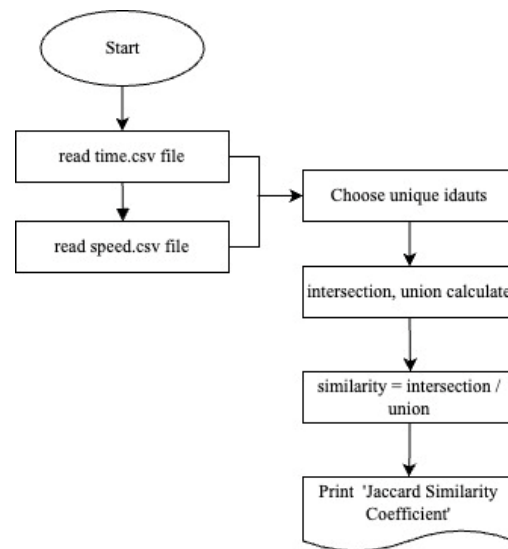 Start
read time.csv file
read speed.csv file
Choose unique idauts
intersection, union calculate
similarity = intersection /
union
Print 'Jaccard Similarity
Coefficient'